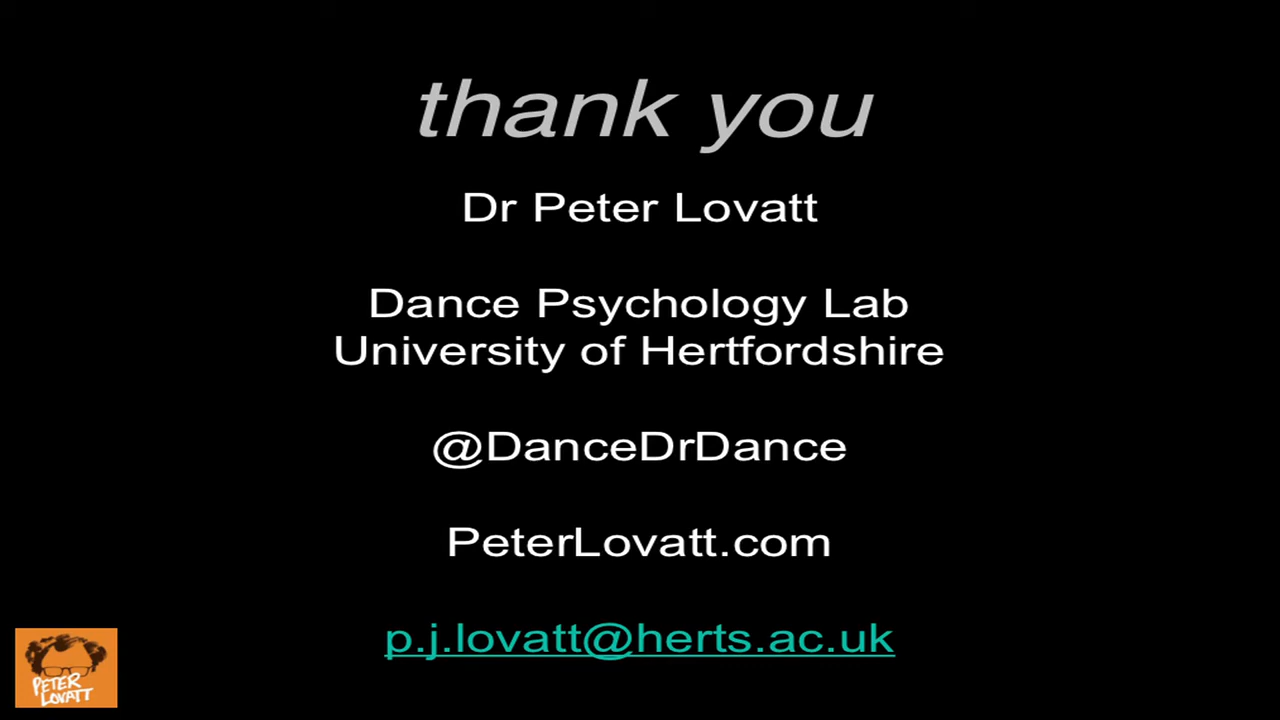 thank you
Dr Peter Lovatt
Dance Psychology Lab
University of Hertfordshire
@DanceDrDance
PeterLovatt.com
p.j.lovatt@herts.ac.uk
PETER
LOVATT